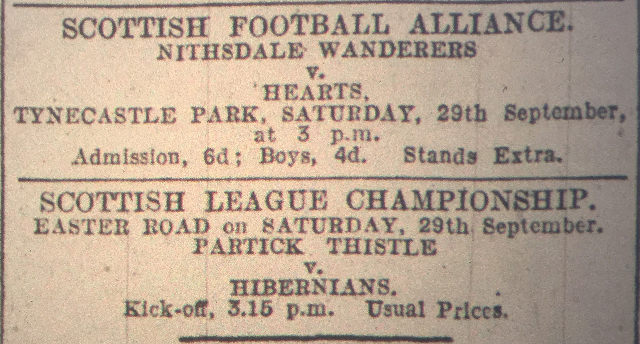 SCOTTISH FOOTBALL ALLIANCE.
NITHSDALE WANDERERS
v.
HEARTS,
TYNECASTLE PARK, SATURDAY, 29th September,
at 3 p.m.
Admission, 6d; Boys, 4d. Stands Extra.
SCOTTISH LEAGUE CHAMPIONSHIP.
EASTER ROAD on SATURDAY, 29th September.
PARTICK THISTLE
v.
HIBERNIANS.
Kick-off, 3.15 p.m. Usual Prices.